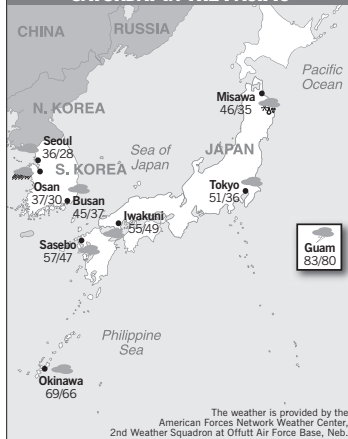 CHINA
RUSSIA
Pacific
Ocean
Misawa
46/35
N. KOREA
Seoul
36/28
Sea of
Japan
JAPAN
S. KOREA
Osan
37/30
Busan
45/37
Tokyo
51/36
Iwakuni
55/49
Sasebo
57/47
Guam
83/80
Philippine
Sea
Okinawa
69/66
The weather is provided by the
American Forces Network Weather Center,
2nd Weather Squadron at Offutt Air Force Base, Neb.